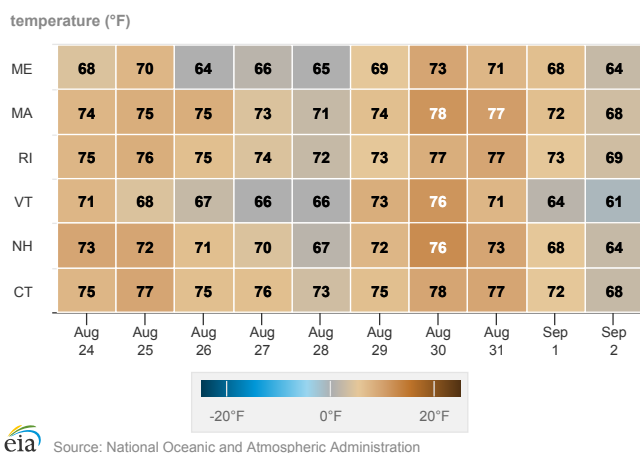 temperature (°F)
ME 68 70 64 66 65 69 73 71 68 64
MA 74 75 75 73 71 74 78 77 72 68
RI 75 76 75 74 72 73 77 77 73 69
VT 71 68 67 66 66 73 76 71 64 61
NH 73 72 71 70 67 72 76 73 68 64
CT 75 77 75 76 73 75 78 77 72 68
Aug Aug Aug Aug Aug Aug Aug Aug Sep Sep
24 25 26 27 28 29 30 31 1 2
-20°F 0°F 20°F
eia Source: National Oceanic and Atmospheric Administration